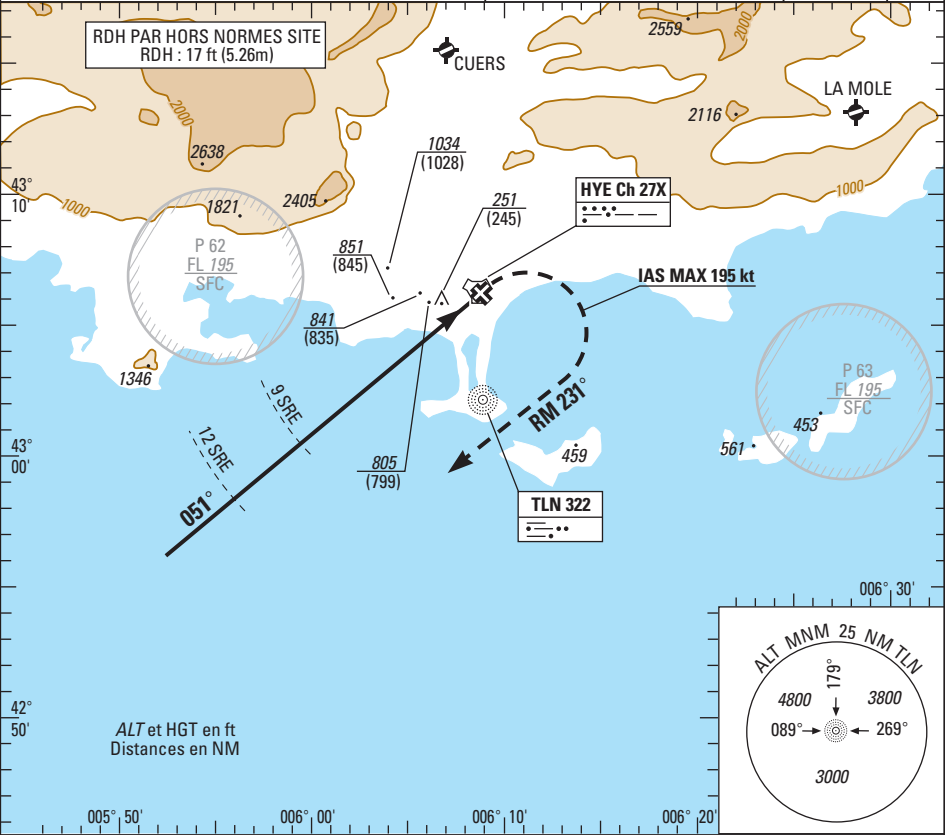 RDH PAR HORS NORMES SITE
RDH : 17 ft (5.26m)
CUERS
2559
2000
LA MOLE
2116
2000
2638
1034
(1028)
43°
10'
1000
1821
2405
251
(245)
HYE Ch 27X
1000
P 62
FL 195
SFC
851
(845)
IAS MAX 195 kt
841
(835)
1346
P 63
FL 195
SFC
9 SRE
RM 231°
453
12 SRE
43°
00'
805
(799)
459
561
051°
TLN 322
006° 30'
ALT MNM 25 NM TLN
179°
4800
3800
089°
269°
3000
42°
50'
ALT et HGT en ft
Distances en NM
005° 50'
006° 00'
006° 10'
006° 20'